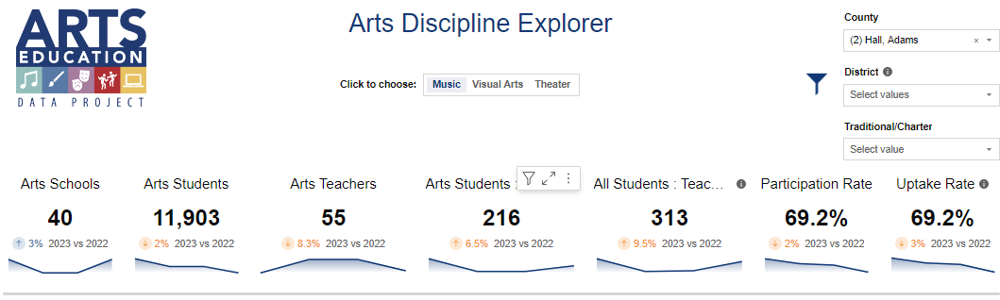 ARTS
EDUCATION
DATA PROJECT
Arts Discipline Explorer
Click to choose: Music Visual Arts Theater
County
(2) Hall, Adams
District
Select values
Traditional/Charter
Select value
Arts Schools
40
3% 2023 vs 2022
Arts Students
11,903
2% 2023 vs 2022
Arts Teachers
55
8.3% 2023 vs 2022
Arts Students :
216
6.5% 2023 vs 2022
All Students : Teac...
313
9.5% 2023 vs 2022
Participation Rate
69.2%
2% 2023 vs 2022
Uptake Rate
69.2%
3% 2023 vs 2022